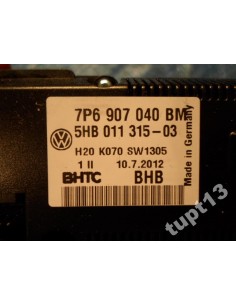 7P6 907 040 BM
5HB 011 315-03
H20 K070 SW1305
1 II 10.7.2012
BHTC BHB
Made in Germany
tupt13